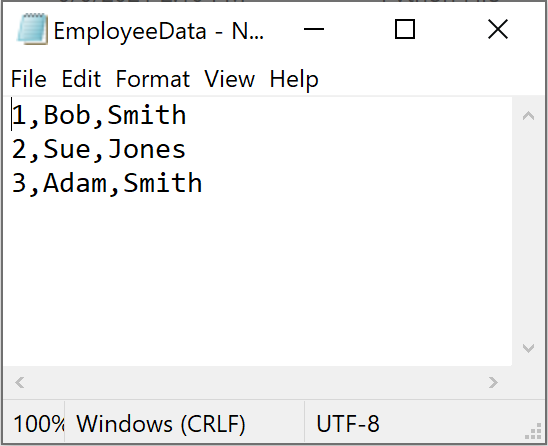 EmployeeData - N...
File Edit Format View Help
1,Bob,Smith
2,Sue,Jones
3,Adam,Smith
100% Windows (CRLF) UTF-8